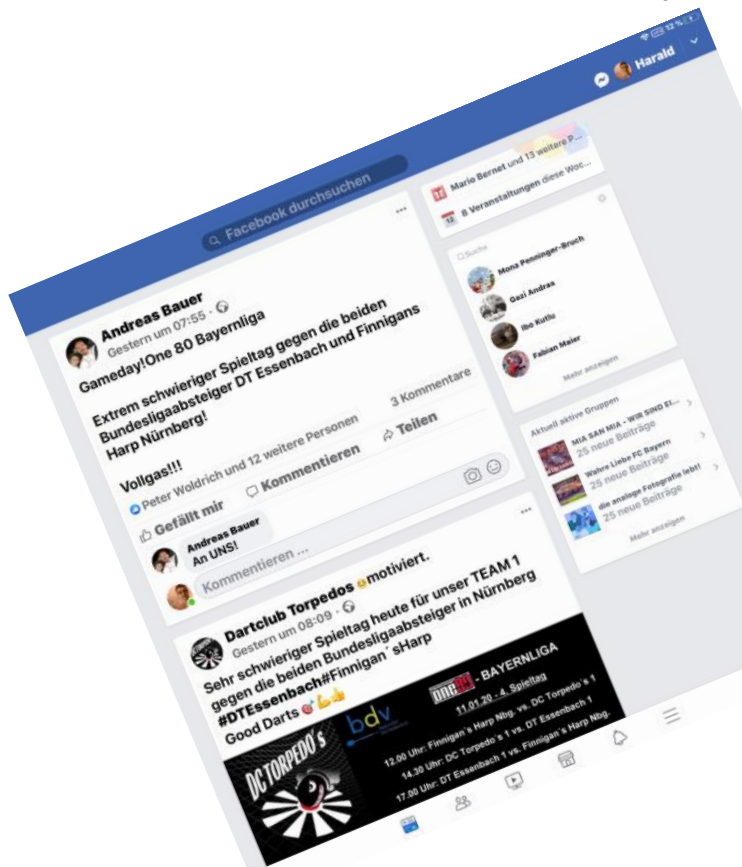 12 %
Harald
Facebook durchsuchen
Andreas Bauer
Gestern um 07:55 ·
Gameday!One 80 Bayernliga
Extrem schwieriger Spieltag gegen die beiden
Bundesligaabsteiger DT Essenbach und Finnigans
Harp Nürnberg!
Vollgas!!!
Peter Woldrich und 12 weitere Personen
3 Kommentare
Gefällt mir
Kommentieren
Teilen
Andreas Bauer
An UNS!
Kommentieren ...
Dartclub Torpedos motiviert.
Gestern um 08:09 ·
Sehr schwieriger Spieltag heute für unser TEAM 1
gegen die beiden Bundesligaabsteiger in Nürnberg
#DTEssenbach#Finnigan´sHarp
Good Darts
DC TORPEDO's
bdv
one80 - BAYERNLIGA
11.01.20 - 4. Spieltag
12.00 Uhr: Finnigan´s Harp Nbg. vs. DC Torpedo´s 1
14.30 Uhr: DC Torpedo´s 1 vs. DT Essenbach 1
17.00 Uhr: DT Essenbach 1 vs. Finnigan´s Harp Nbg.
Mario Bernet und 13 weitere P...
12
8 Veranstaltungen diese Woc...
Suche
Mona Penninger-Bruch
Gazi Andras
Ibo Kutlu
Fabian Maier
Mehr anzeigen
Aktuell aktive Gruppen
MIA SAN MIA - WIR SIND EI...
25 neue Beiträge
Wahre Liebe FC Bayern
25 neue Beiträge
die analoge Fotografie lebt!
25 neue Beiträge
Mehr anzeigen